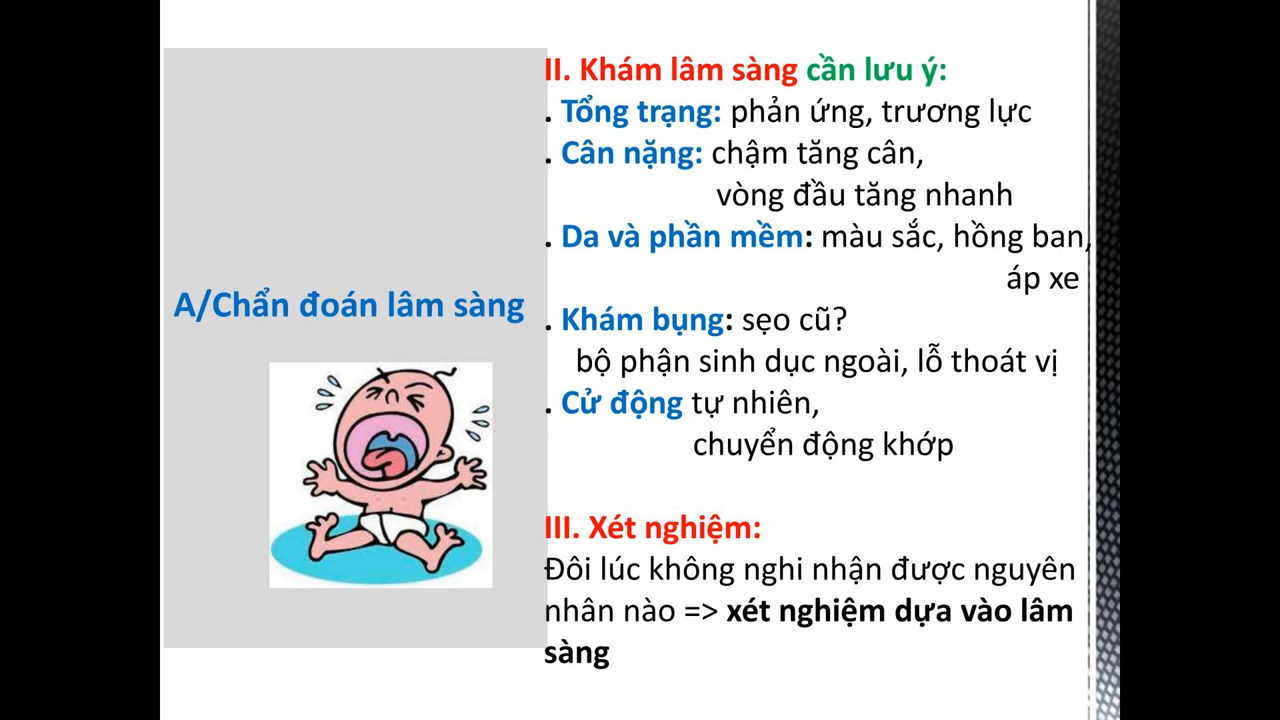 A/Chẩn đoán lâm sàng
II. Khám lâm sàng cần lưu ý:
. Tổng trạng: phản ứng, trương lực
. Cân nặng: chậm tăng cân,
vòng đầu tăng nhanh
. Da và phần mềm: màu sắc, hồng ban,
áp xe
. Khám bụng: sẹo cũ?
bộ phận sinh dục ngoài, lỗ thoát vị
. Cử động tự nhiên,
chuyển động khớp
III. Xét nghiệm:
Đôi lúc không nghi nhận được nguyên
nhân nào => xét nghiệm dựa vào lâm
sàng